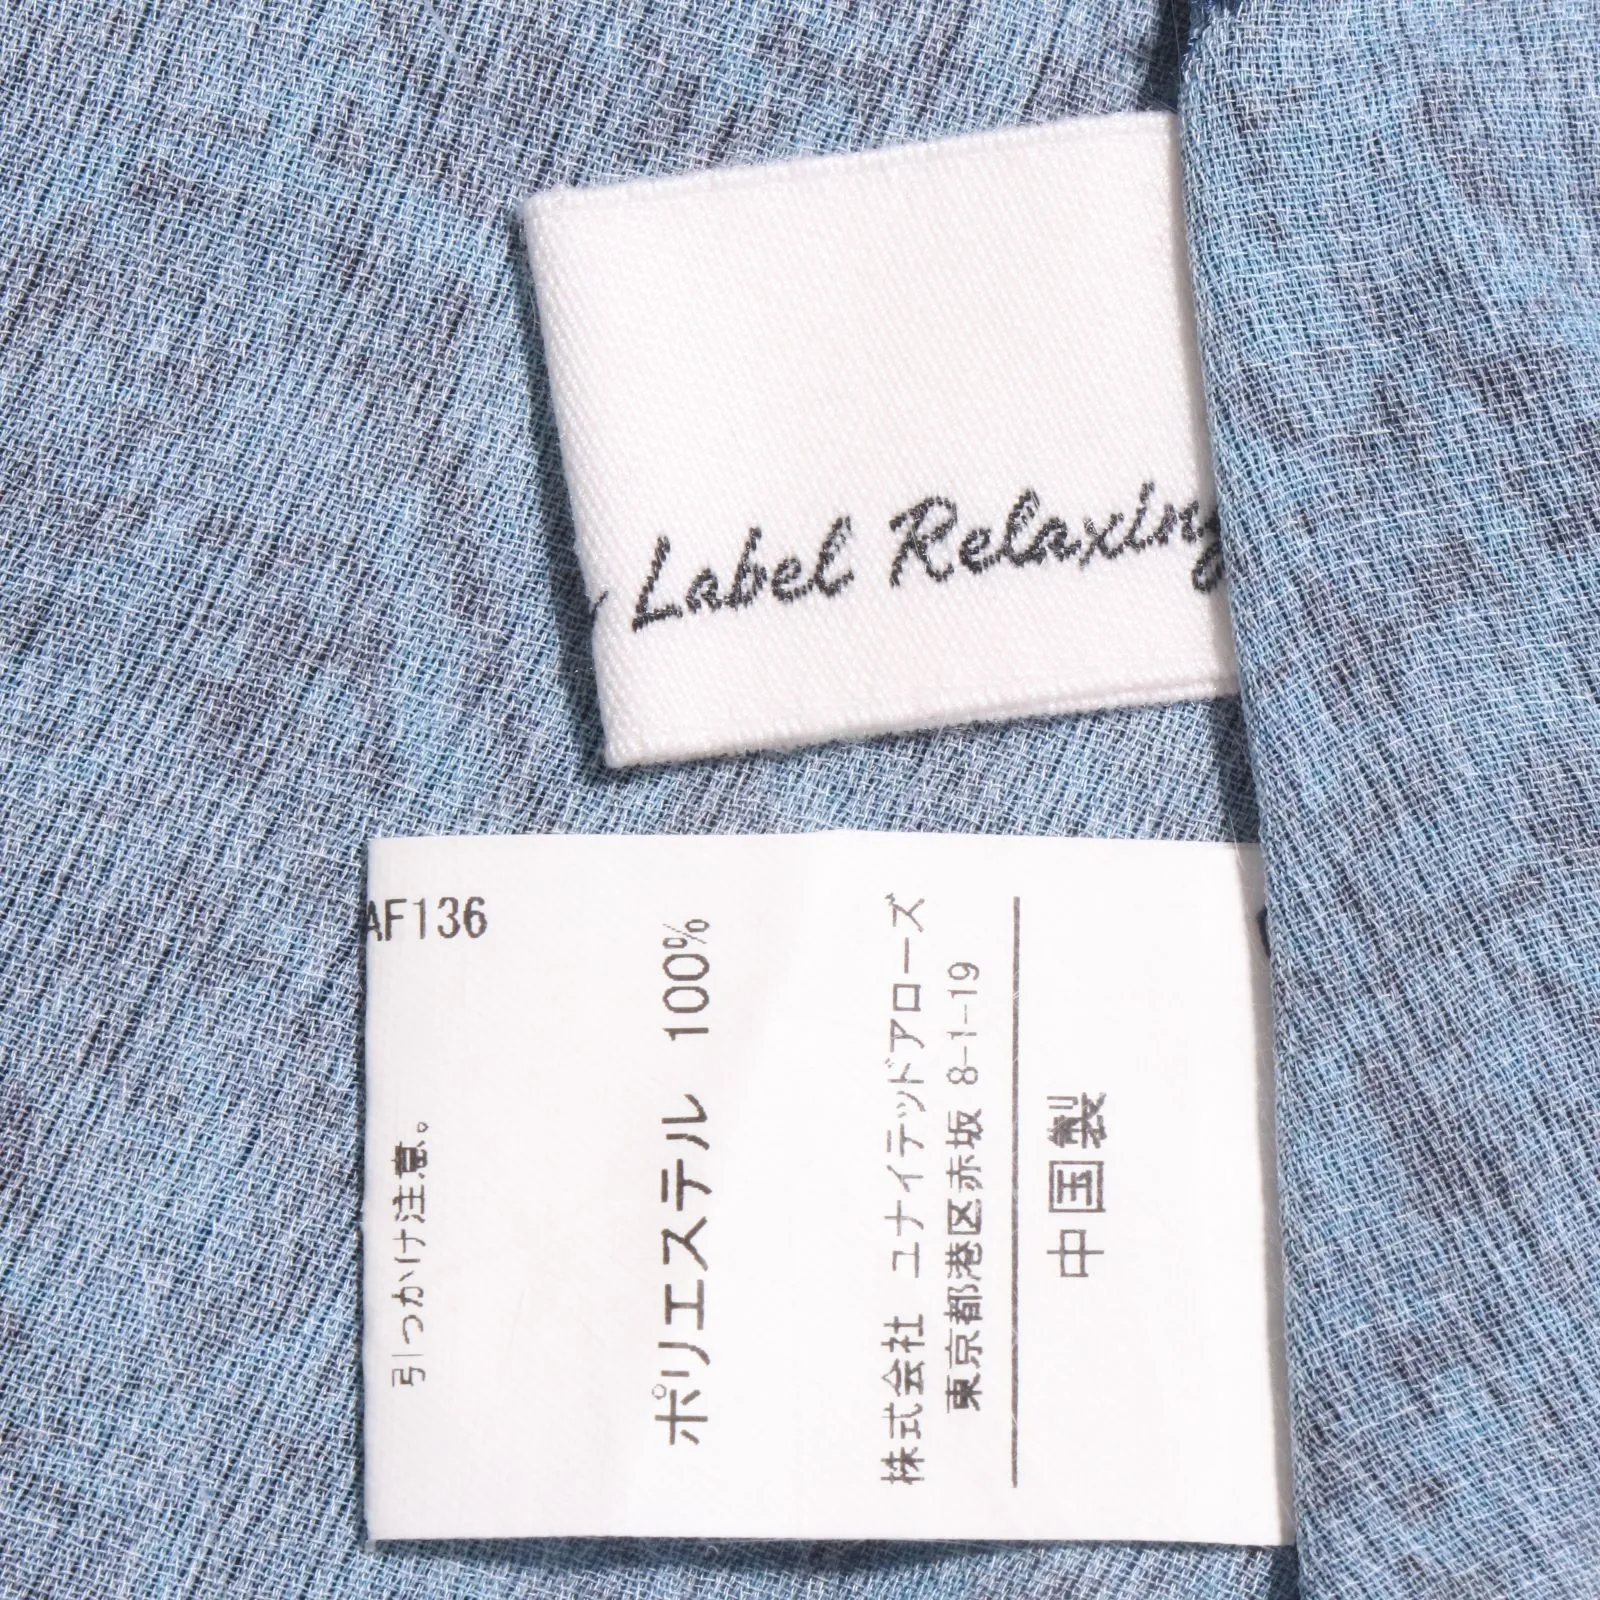 Label Relaxing
AF136
引つかけ注意。
ポリエステル 100%
株式会社 ユナイテッドアローズ
東京都港区赤坂 8-1-19
中国製